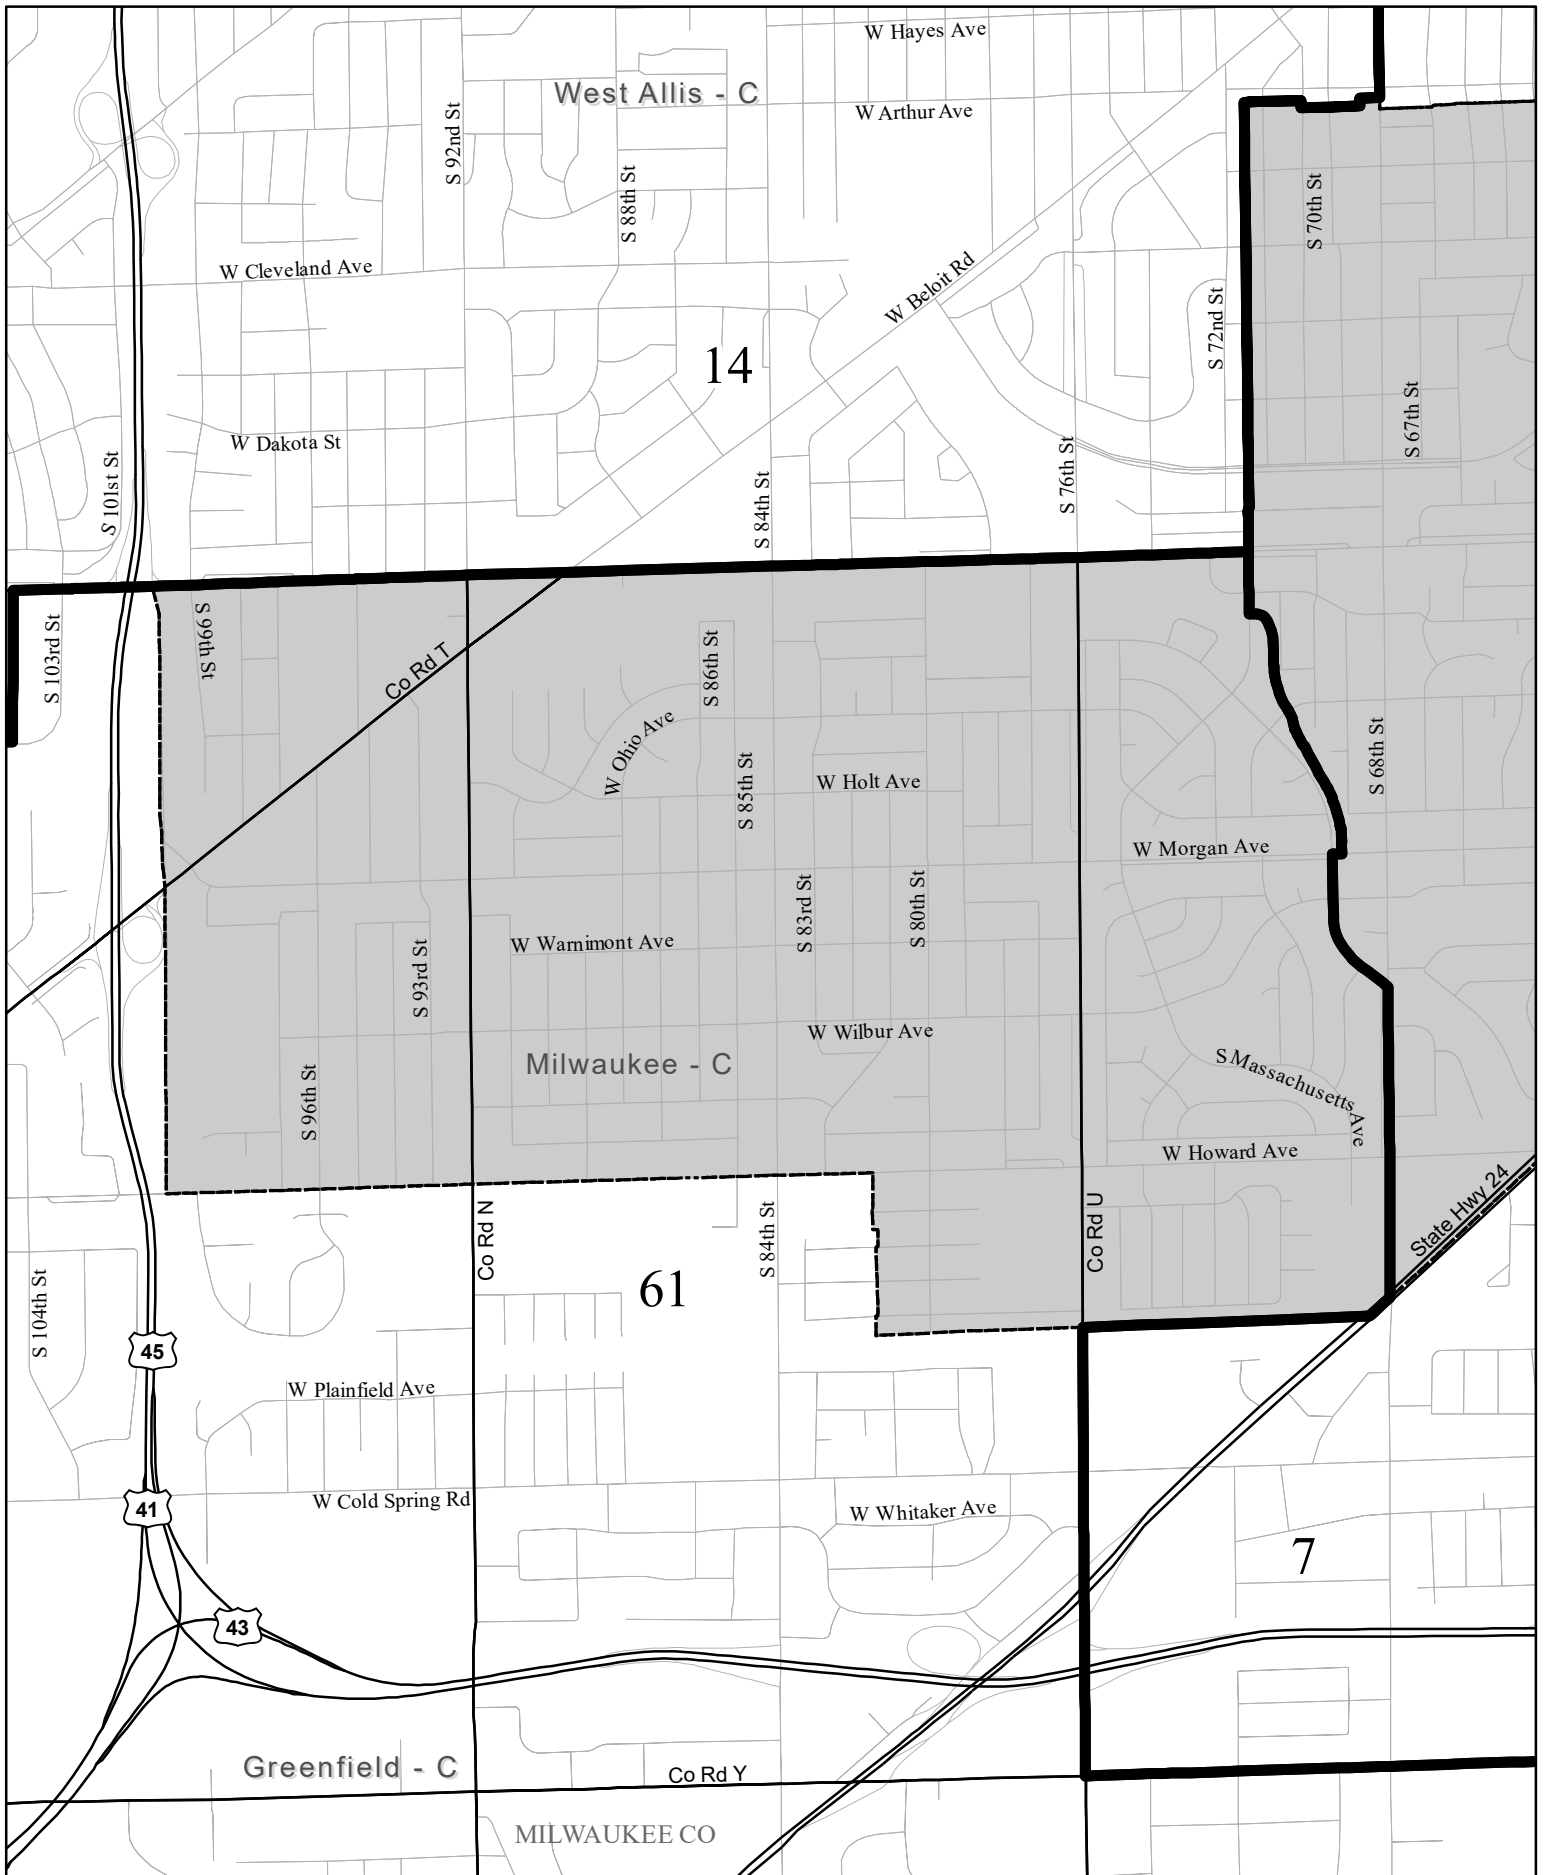 W Hayes Ave
West Allis - C
W Arthur Ave
S 92nd St
S 88th St
S 70th St
W Cleveland Ave
W Beloit Rd
S 72nd St
14
S 67th St
W Dakota St
S 101st St
S 84th St
S 76th St
S 103rd St
S 99th St
Co Rd T
S 86th St
W Ohio Ave
S 85th St
W Holt Ave
S 68th St
W Morgan Ave
S 83rd St
S 80th St
W Warnimont Ave
S 93rd St
W Wilbur Ave
Milwaukee - C
S Massachusetts Ave
S 96th St
W Howard Ave
State Hwy 24
Co Rd N
S 84th St
Co Rd U
61
S 104th St
45
W Plainfield Ave
W Cold Spring Rd
41
W Whitaker Ave
7
43
Greenfield - C
Co Rd Y
MILWAUKEE CO